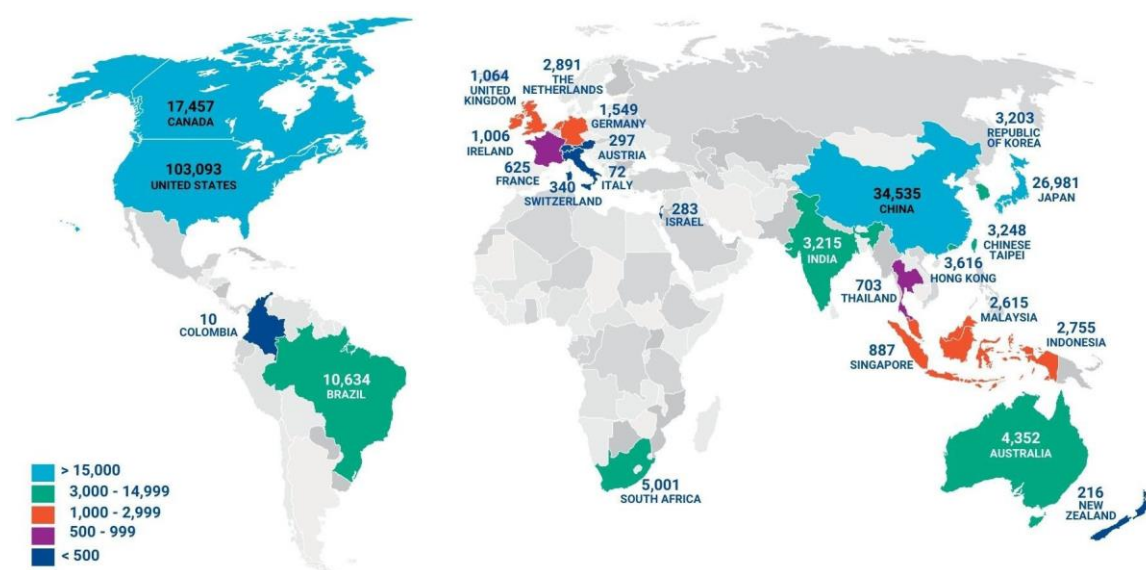 17,457
CANADA
103,093
UNITED STATES
10
COLOMBIA
10,634
BRAZIL
1,064
UNITED
KINGDOM
2,891
THE
NETHERLANDS
1,549
GERMANY
1,006
IRELAND
297
AUSTRIA
625
FRANCE
72
ITALY
340
SWITZERLAND
283
ISRAEL
5,001
SOUTH AFRICA
3,203
REPUBLIC
OF KOREA
34,535
CHINA
26,981
JAPAN
3,215
INDIA
3,248
CHINESE
TAIPEI
3,616
HONG KONG
703
THAILAND
2,615
MALAYSIA
2,755
INDONESIA
887
SINGAPORE
4,352
AUSTRALIA
216
NEW
ZEALAND
> 15,000
3,000 - 14,999
1,000 - 2,999
500 - 999
< 500